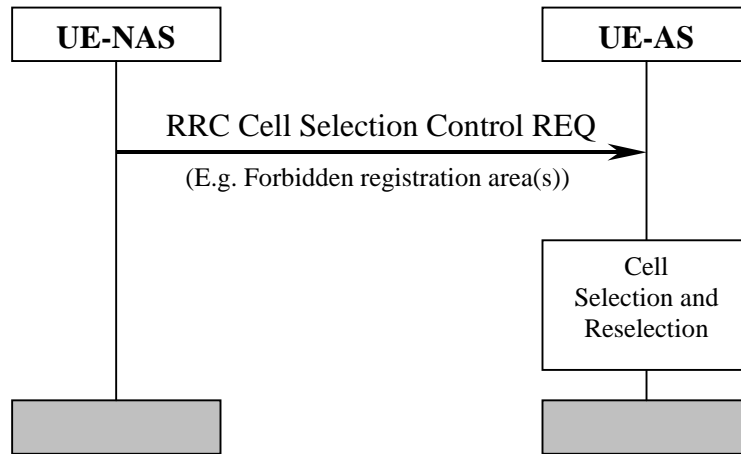 UE-NAS
UE-AS
RRC Cell Selection Control REQ
(E.g. Forbidden registration area(s))
Cell
Selection and
Reselection